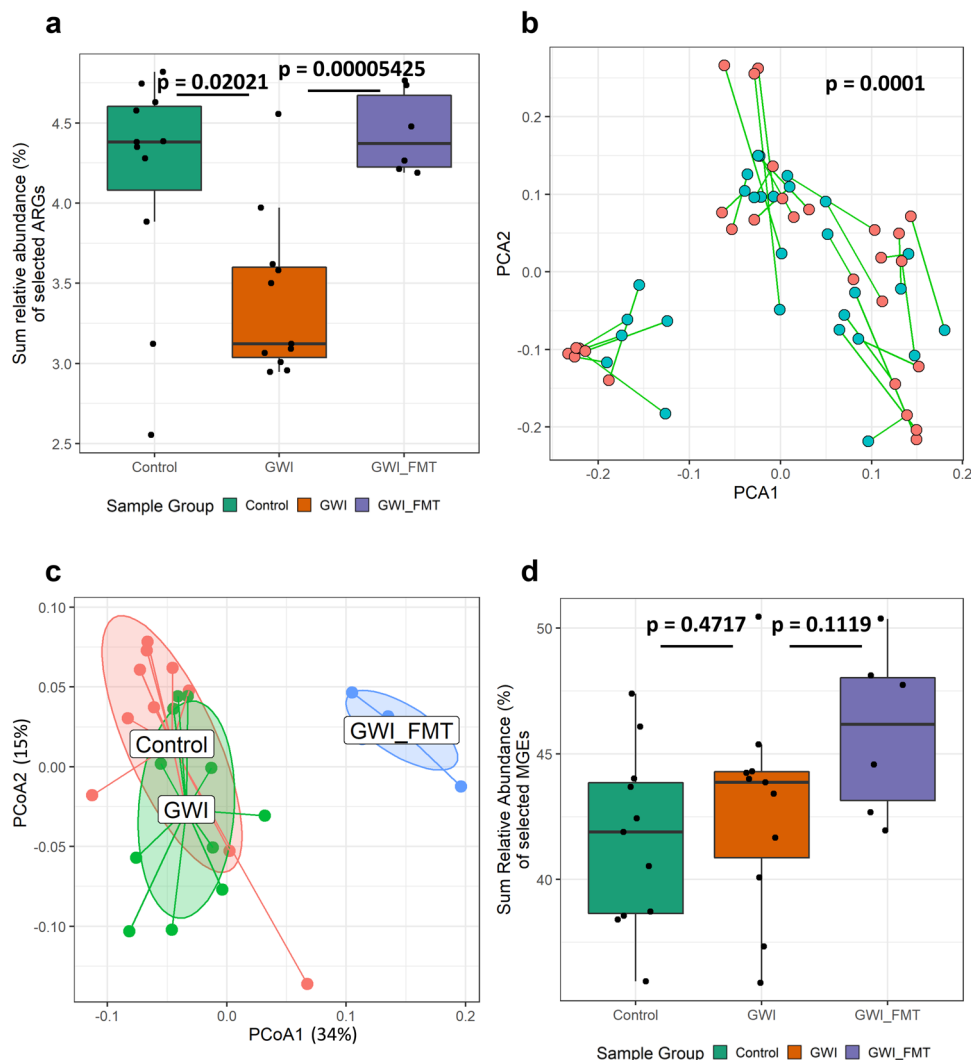 a
p = 0.02021
p = 0.00005425
Sum relative abundance (%)
of selected ARGs
4.5
4.0
3.5
3.0
2.5
Control
GWI
GWI_FMT
Sample Group Control GWI GWI_FMT
b
p = 0.0001
PCA2
0.2
0.1
0.0
-0.1
-0.2
-0.2
-0.1
0.0
0.1
0.2
PCA1
c
PCoA2 (15%)
0.10
0.05
0.00
-0.05
-0.10
Control
GWI
GWI_FMT
-0.1
0.0
0.1
0.2
PCoA1 (34%)
d
p = 0.4717
p = 0.1119
Sum Relative Abundance (%)
of selected MGEs
50
45
40
Control
GWI
GWI_FMT
Sample Group Control GWI GWI_FMT